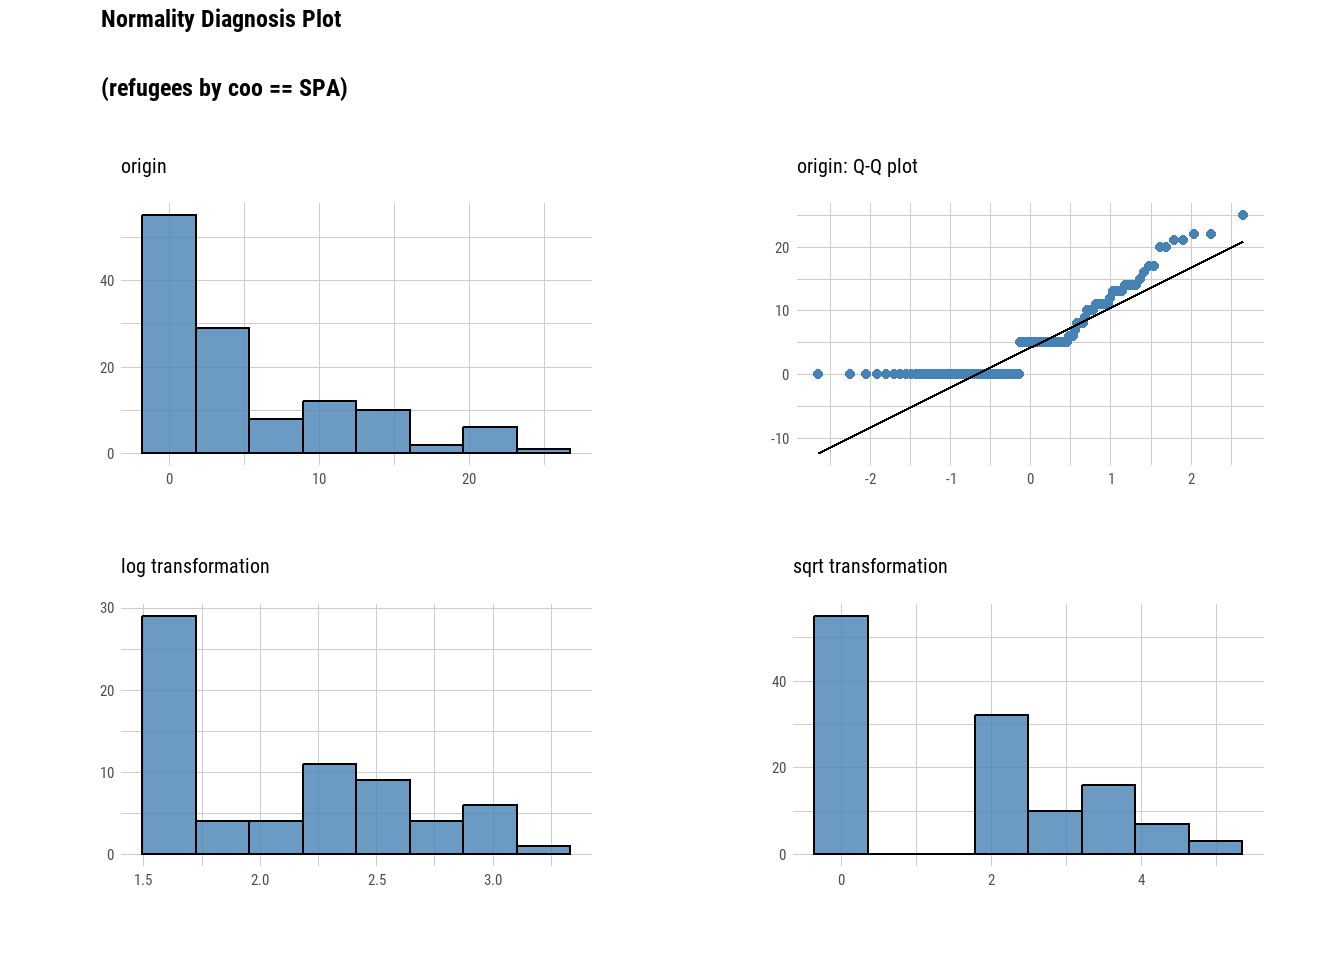 Normality Diagnosis Plot
(refugees by coo == SPA)
origin
40
20
0
0 10 20
origin: Q-Q plot
20
10
0
-10
-2 -1 0 1 2
log transformation
30
20
10
0
1.5 2.0 2.5 3.0
sqrt transformation
40
20
0
0 2 4